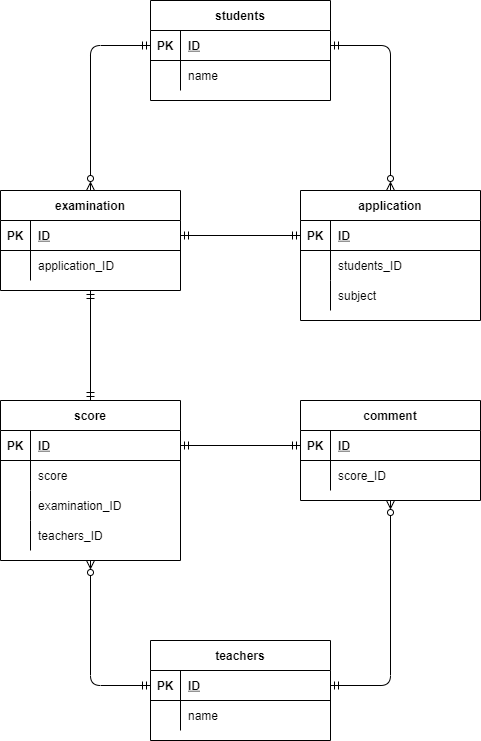 students
PK ID
name
examination
PK ID
application_ID
application
PK ID
students_ID
subject
score
PK ID
score
examination_ID
teachers_ID
comment
PK ID
score_ID
teachers
PK ID
name